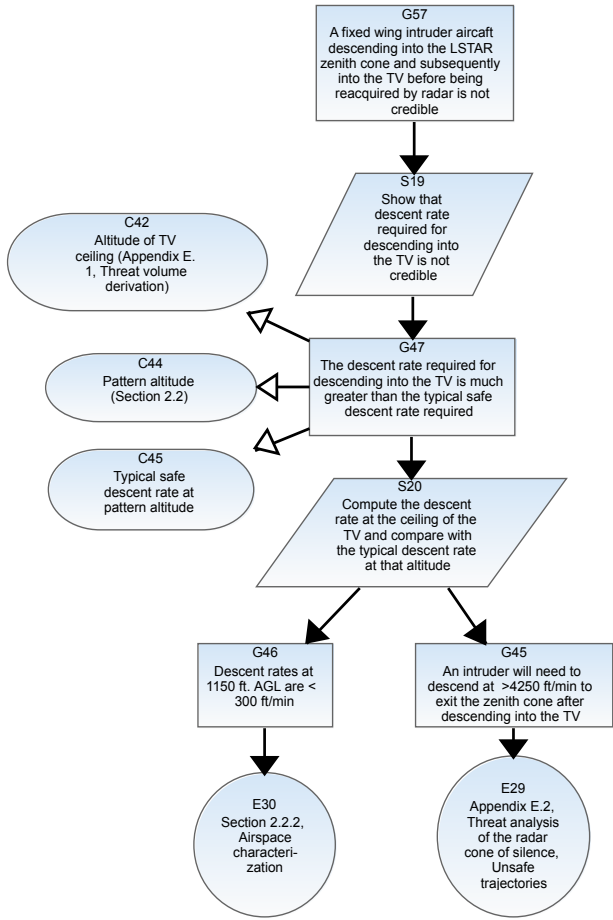 G57
A fixed wing intruder aircaft
descending into the LSTAR
zenith cone and subsequently
into the TV before being
reacquired by radar is not
credible
S19
Show that
descent rate
required for
descending into
the TV is not
credible
C42
Altitude of TV
ceiling (Appendix E.
1, Threat volume
derivation)
G47
The descent rate required for
descending into the TV is much
greater than the typical safe
descent rate required
C44
Pattern altitude
(Section 2.2)
C45
Typical safe
descent rate at
pattern altitude
S20
Compute the descent
rate at the ceiling of the
TV and compare with
the typical descent rate
at that altitude
G46
Descent rates at
1150 ft. AGL are <
300 ft/min
G45
An intruder will need to
descend at >4250 ft/min to
exit the zenith cone after
descending into the TV
E30
Section 2.2.2,
Airspace
characteri-
zation
E29
Appendix E.2,
Threat analysis
of the radar
cone of silence,
Unsafe
trajectories